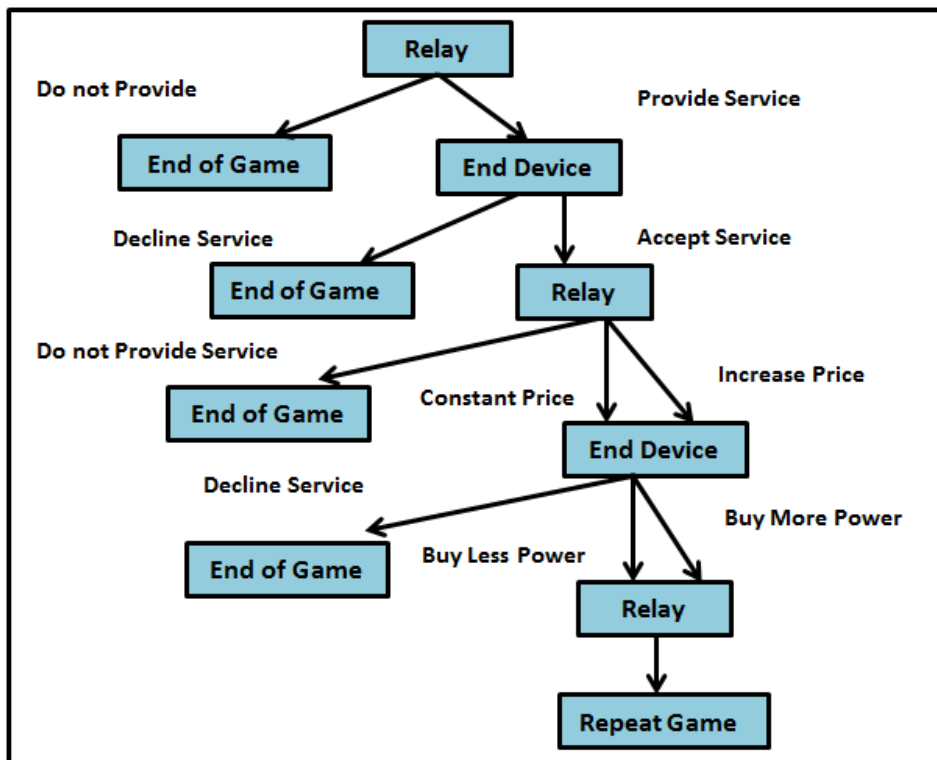 Relay
Do not Provide
Provide Service
End of Game
End Device
Decline Service
Accept Service
End of Game
Relay
Do not Provide Service
Increase Price
Constant Price
End of Game
End Device
Decline Service
Buy More Power
Buy Less Power
End of Game
Relay
Repeat Game